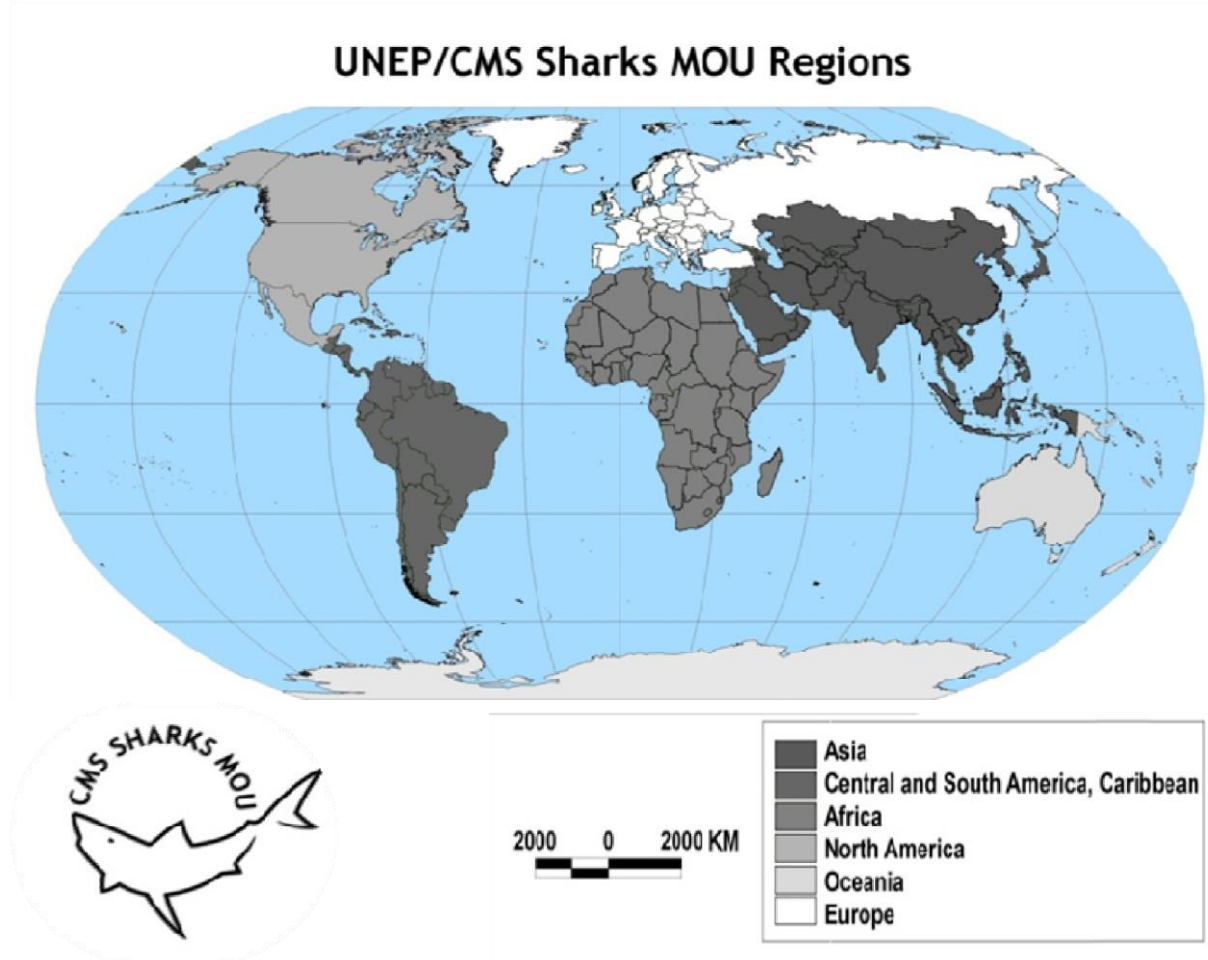 UNEP/CMS Sharks MOU Regions
CMS SHARKS MOU
2000 0 2000 KM
Asia
Central and South America, Caribbean
Africa
North America
Oceania
Europe